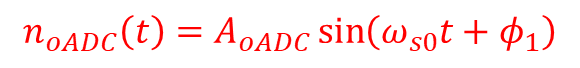 n_{oADC}(t) = A_{oADC} sin(ω_{s0}t + ϕ_1)